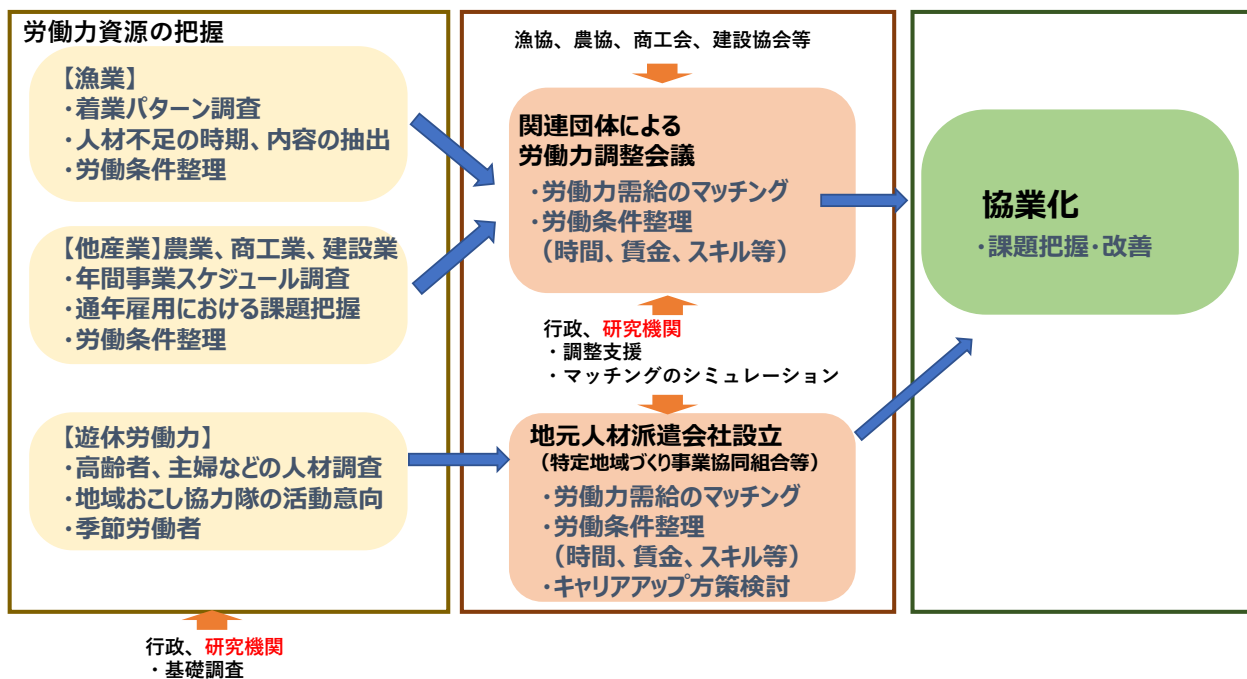 労働力資源の把握
【漁業】
・着業パターン調査
・人材不足の時期、内容の抽出
・労働条件整理
【他産業】農業、商工業、建設業
・年間事業スケジュール調査
・通年雇用における課題把握
・労働条件整理
【遊休労働力】
・高齢者、主婦などの人材調査
・地域おこし協力隊の活動意向
・季節労働者
行政、研究機関
・基礎調査
漁協、農協、商工会、建設協会等
関連団体による
労働力調整会議
・労働力需給のマッチング
・労働条件整理
（時間、賃金、スキル等）
行政、研究機関
・調整支援
・マッチングのシミュレーション
地元人材派遣会社設立
（特定地域づくり事業協同組合等）
・労働力需給のマッチング
・労働条件整理
（時間、賃金、スキル等）
・キャリアアップ方策検討
協業化
・課題把握・改善